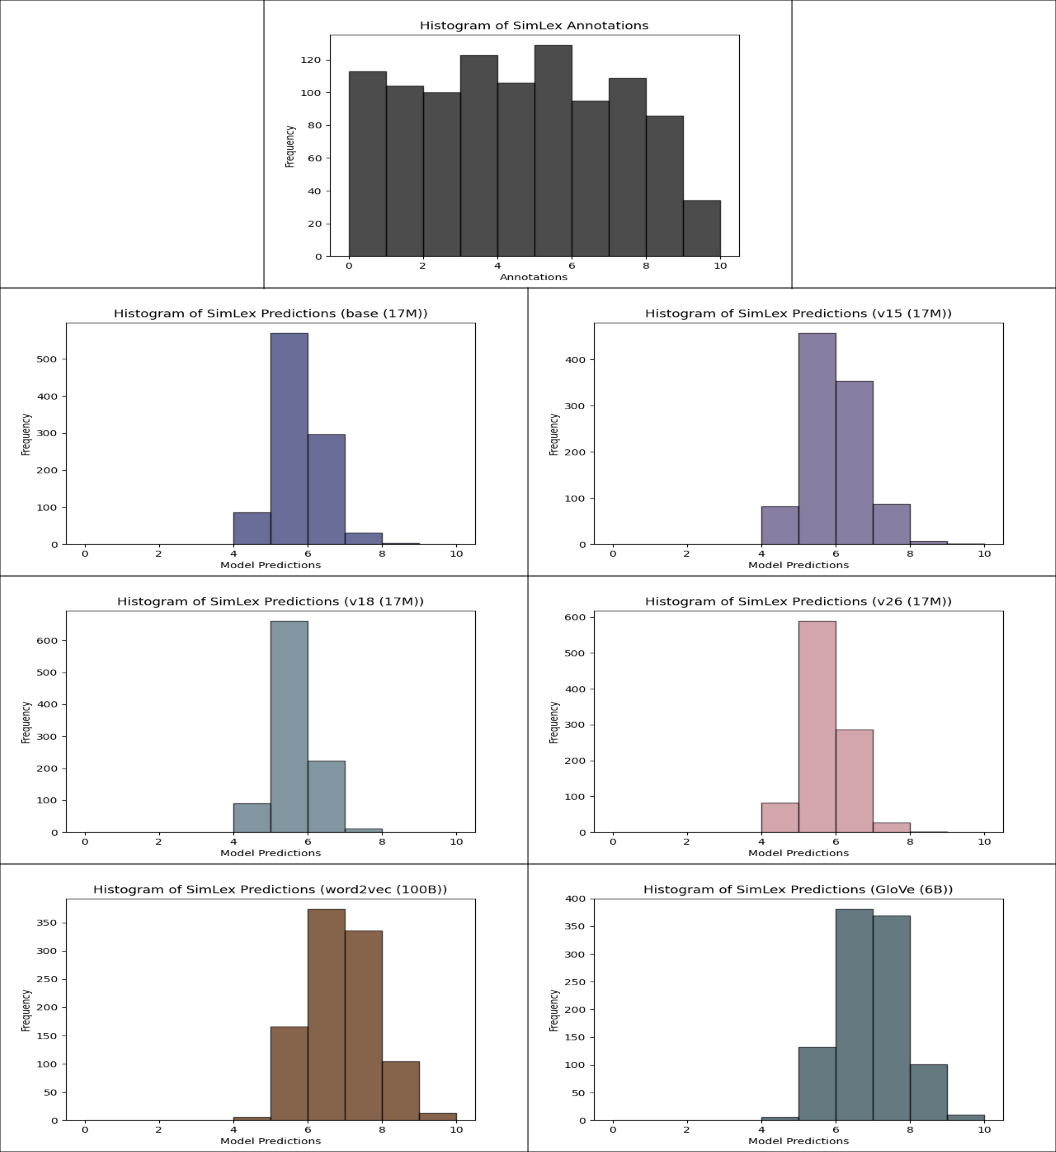 Histogram of SimLex Annotations
Frequency
120
100
80
60
40
20
0
0 2 4 6 8 10
Annotations
Histogram of SimLex Predictions (base (17M))
Frequency
500
400
300
200
100
0
0 2 4 6 8 10
Model Predictions
Histogram of SimLex Predictions (v15 (17M))
Frequency
400
300
200
100
0
0 2 4 6 8 10
Model Predictions
Histogram of SimLex Predictions (v18 (17M))
Frequency
600
500
400
300
200
100
0
0 2 4 6 8 10
Model Predictions
Histogram of SimLex Predictions (v26 (17M))
Frequency
600
500
400
300
200
100
0
0 2 4 6 8 10
Model Predictions
Histogram of SimLex Predictions (word2vec (100B))
Frequency
350
300
250
200
150
100
50
0
0 2 4 6 8 10
Model Predictions
Histogram of SimLex Predictions (GloVe (6B))
Frequency
400
350
300
250
200
150
100
50
0
0 2 4 6 8 10
Model Predictions